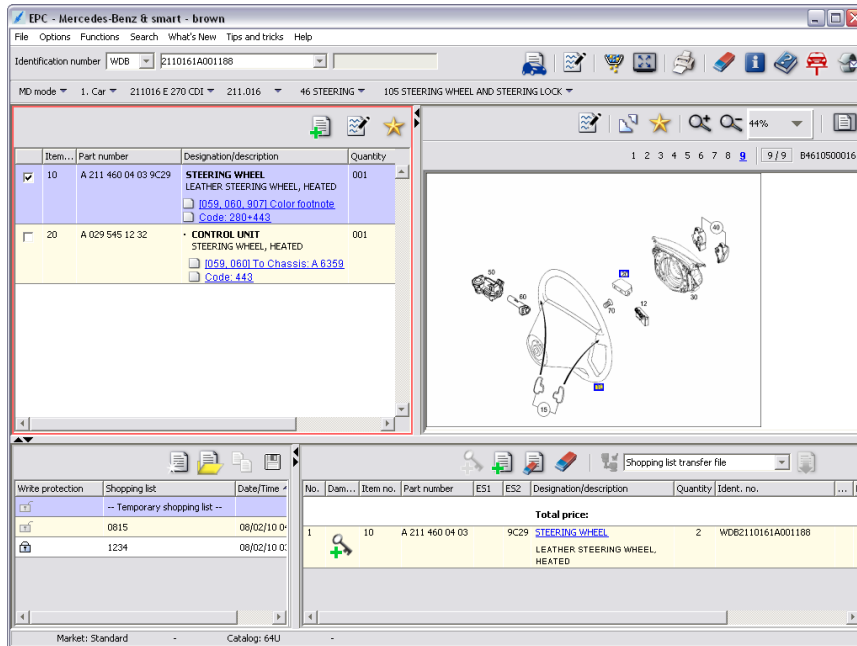 EPC - Mercedes-Benz & smart - brown
File Options Functions Search What's New Tips and tricks Help
Identification number WDB 2110161A001188
MD mode 1. Car 211016 E 270 CDI 211.016 46 STEERING 105 STEERING WHEEL AND STEERING LOCK
44%
1 2 3 4 5 6 7 8 9 9 / 9 B4610500016
Item... Part number Designation/description Quantity
10 A 211 460 04 03 9C29 STEERING WHEEL 001
LEATHER STEERING WHEEL, HEATED
[059, 060, 907] Color footnote
Code: 280+443
20 A 029 545 12 32 · CONTROL UNIT 001
STEERING WHEEL, HEATED
[059, 060] To Chassis: A 6359
Code: 443
40
50
60
30
12
70
15
Shopping list transfer file
Write protection Shopping list Date/Time
-- Temporary shopping list --
0815 08/02/10
1234 08/02/10
No. Dam... Item no. Part number ES1 ES2 Designation/description Quantity Ident. no. ...
Total price:
1 10 A 211 460 04 03 9C29 STEERING WHEEL 2 WDB2110161A001188
LEATHER STEERING WHEEL,
HEATED
Market: Standard - Catalog: 64U -